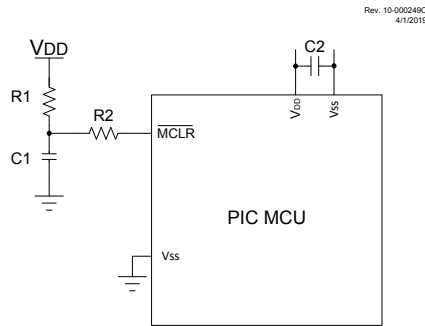 Rev. 10-000249C
4/1/2019
VDD
C2
R1
R2
VDD
Vss
MCLR
C1
PIC MCU
Vss